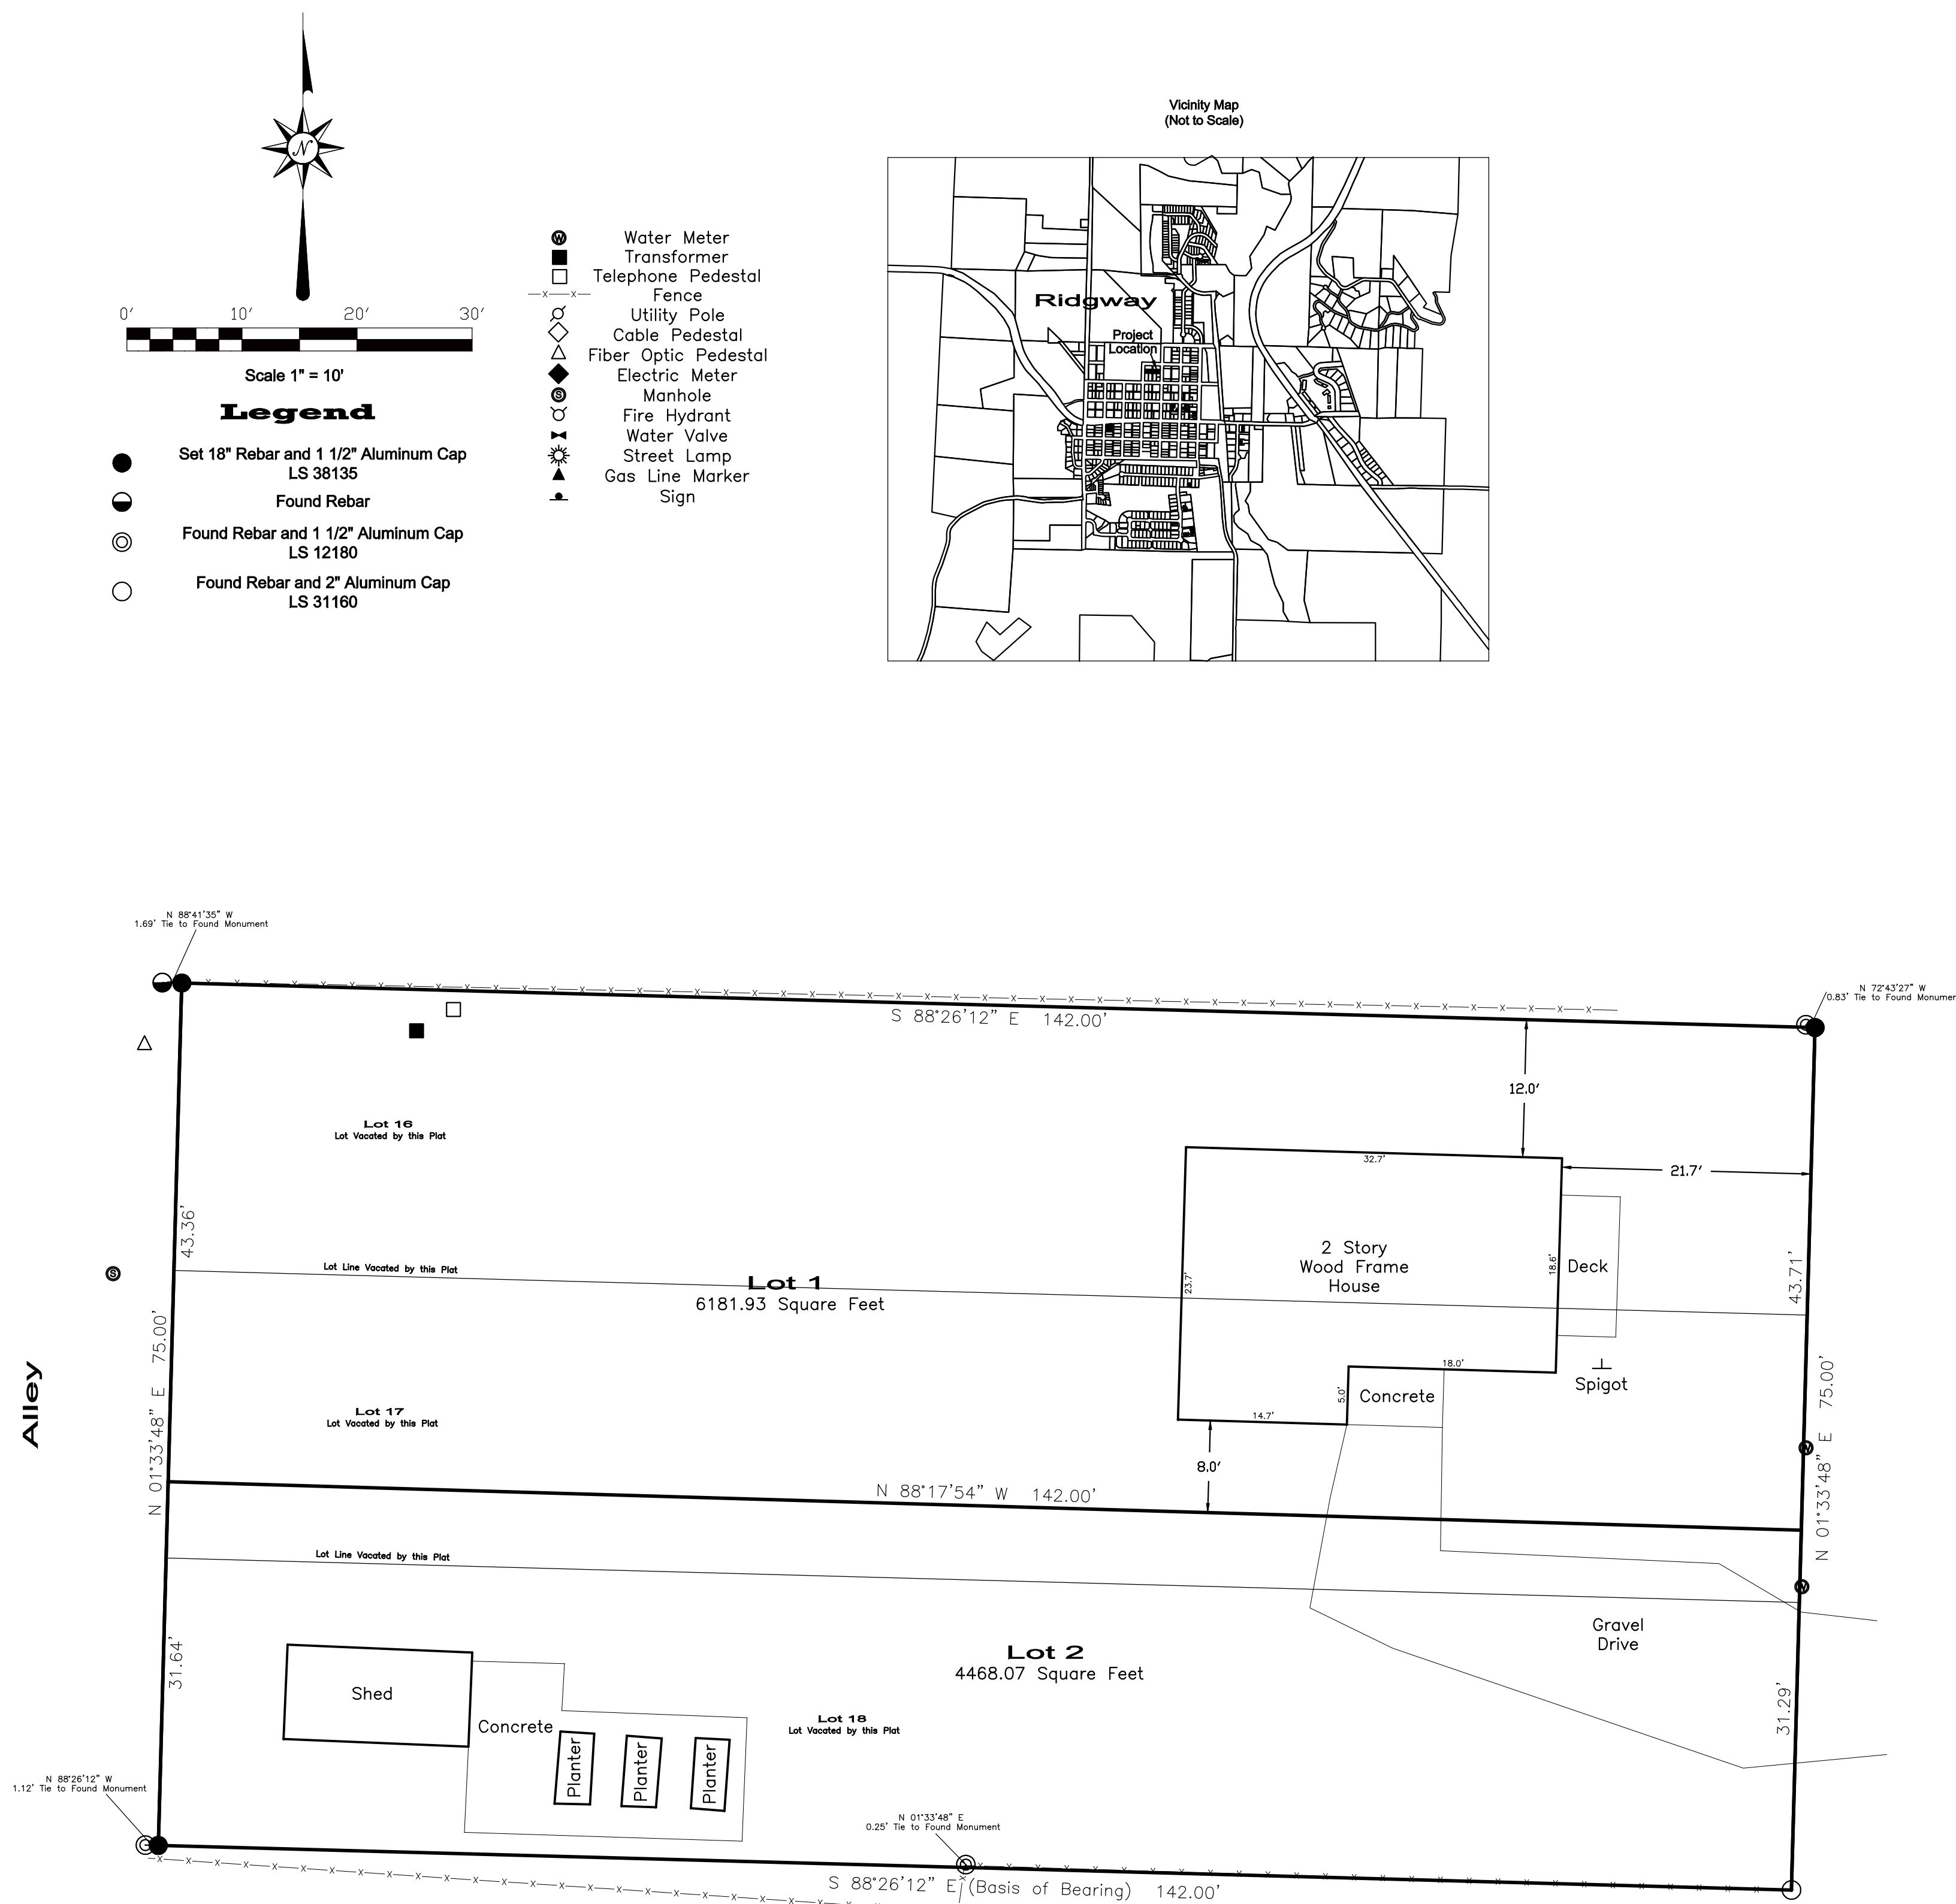 N
0' 10' 20' 30'
Scale 1" = 10'
Legend
Set 18" Rebar and 1 1/2" Aluminum Cap
LS 38135
Found Rebar
Found Rebar and 1 1/2" Aluminum Cap
LS 12180
Found Rebar and 2" Aluminum Cap
LS 31160
W Water Meter
Transformer
Telephone Pedestal
x x Fence
Utility Pole
Cable Pedestal
Fiber Optic Pedestal
Electric Meter
S Manhole
Fire Hydrant
Water Valve
Street Lamp
Gas Line Marker
Sign
Vicinity Map
(Not to Scale)
Ridgway
Project
Location
N 88°41'35" W
1.69' Tie to Found Monument
N 72°43'27" W
0.83' Tie to Found Monumer
S 88°26'12" E 142.00'
12.0'
21.7'
32.7'
Lot 16
Lot Vacated by this Plat
43.36'
2 Story
Wood Frame
House
23.7'
18.6'
Deck
43.71'
S
Lot Line Vacated by this Plat
Lot 1
6181.93 Square Feet
18.0'
5.0'
14.7'
Concrete
Spigot
Alley
N 01°33'48" E 75.00'
Lot 17
Lot Vacated by this Plat
8.0'
W
N 01°33'48" E 75.00'
N 88°17'54" W 142.00'
Lot Line Vacated by this Plat
W
Gravel
Drive
31.64'
Lot 2
4468.07 Square Feet
Shed
Concrete
Lot 18
Lot Vacated by this Plat
31.29'
Planter
Planter
Planter
N 88°26'12" W
1.12' Tie to Found Monument
N 01°33'48" E
0.25' Tie to Found Monument
S 88°26'12" E (Basis of Bearing) 142.00'